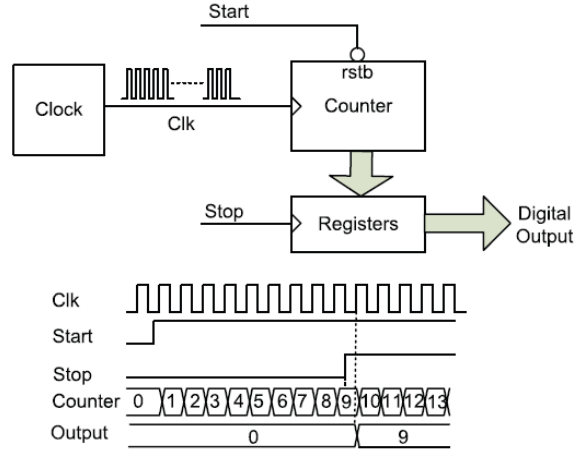 Start
rstb
Clock
Counter
Clk
Stop
Registers
Digital
Output
Clk
Start
Stop
Counter 0 1 2 3 4 5 6 7 8 9 10 11 12 13
Output 0 9